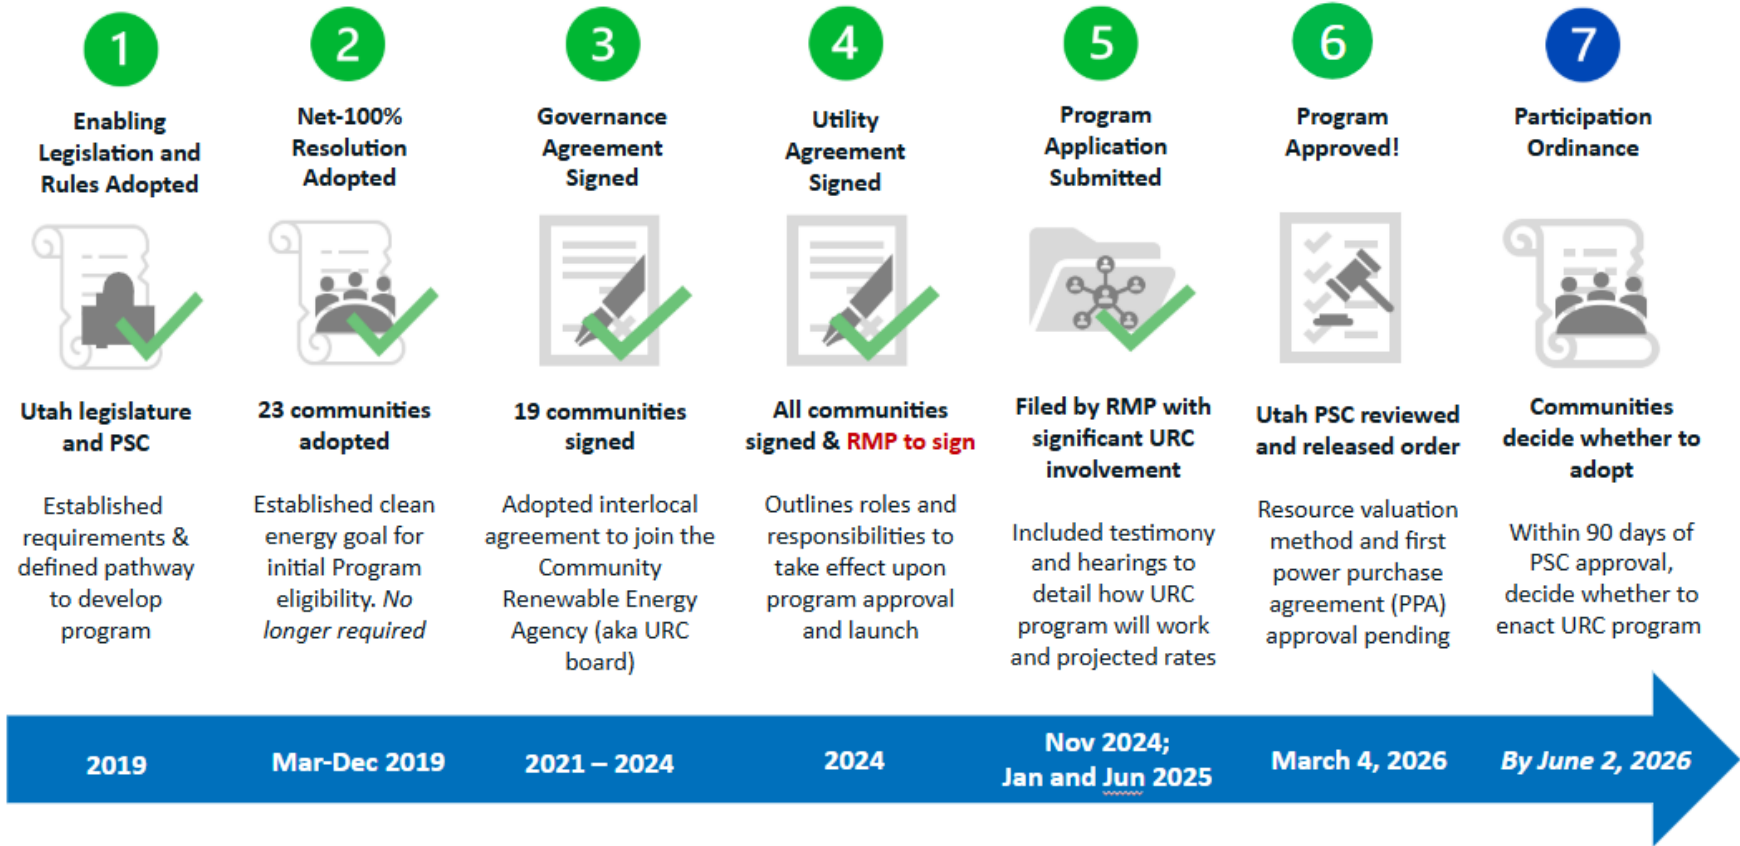 1
Enabling
Legislation and
Rules Adopted
Utah legislature
and PSC
Established
requirements &
defined pathway
to develop
program
2019
2
Net-100%
Resolution
Adopted
23 communities
adopted
Established clean
energy goal for
initial Program
eligibility. No
longer required
Mar-Dec 2019
3
Governance
Agreement
Signed
19 communities
signed
Adopted interlocal
agreement to join the
Community
Renewable Energy
Agency (aka URC
board)
2021 – 2024
4
Utility
Agreement
Signed
All communities
signed & RMP to sign
Outlines roles and
responsibilities to
take effect upon
program approval
and launch
2024
5
Program
Application
Submitted
Filed by RMP with
significant URC
involvement
Included testimony
and hearings to
detail how URC
program will work
and projected rates
Nov 2024;
Jan and Jun 2025
6
Program
Approved!
Utah PSC reviewed
and released order
Resource valuation
method and first
power purchase
agreement (PPA)
approval pending
March 4, 2026
7
Participation
Ordinance
Communities
decide whether to
adopt
Within 90 days of
PSC approval,
decide whether to
enact URC program
By June 2, 2026